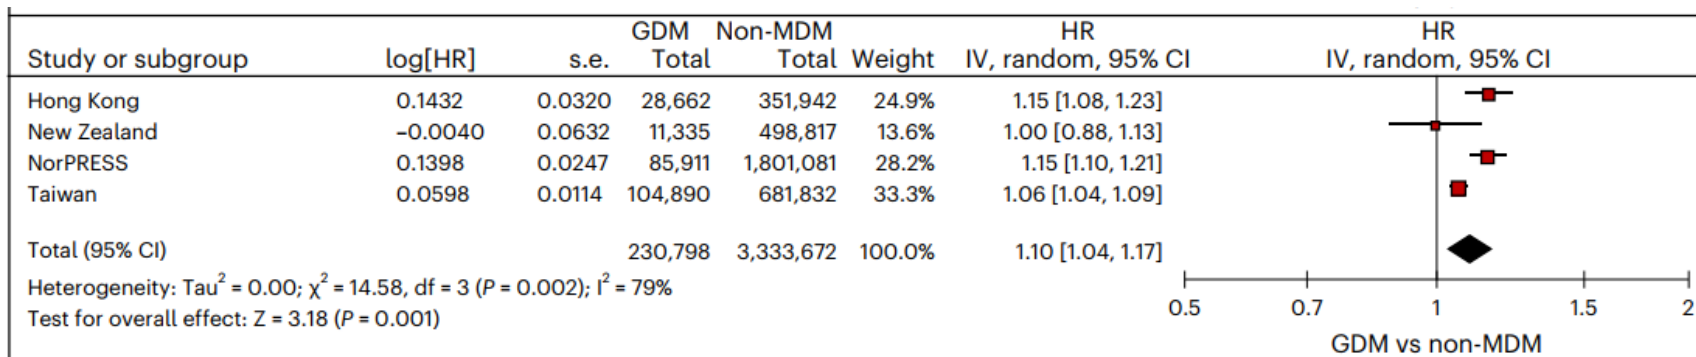 GDM Non-MDM HR HR
Study or subgroup log[HR] s.e. Total Total Weight IV, random, 95% CI IV, random, 95% CI
Hong Kong 0.1432 0.0320 28,662 351,942 24.9% 1.15 [1.08, 1.23]
New Zealand −0.0040 0.0632 11,335 498,817 13.6% 1.00 [0.88, 1.13]
NorPRESS 0.1398 0.0247 85,911 1,801,081 28.2% 1.15 [1.10, 1.21]
Taiwan 0.0598 0.0114 104,890 681,832 33.3% 1.06 [1.04, 1.09]
Total (95% CI) 230,798 3,333,672 100.0% 1.10 [1.04, 1.17]
Heterogeneity: Tau² = 0.00; χ² = 14.58, df = 3 (P = 0.002); I² = 79%
Test for overall effect: Z = 3.18 (P = 0.001)
0.5 0.7 1 1.5 2
GDM vs non-MDM